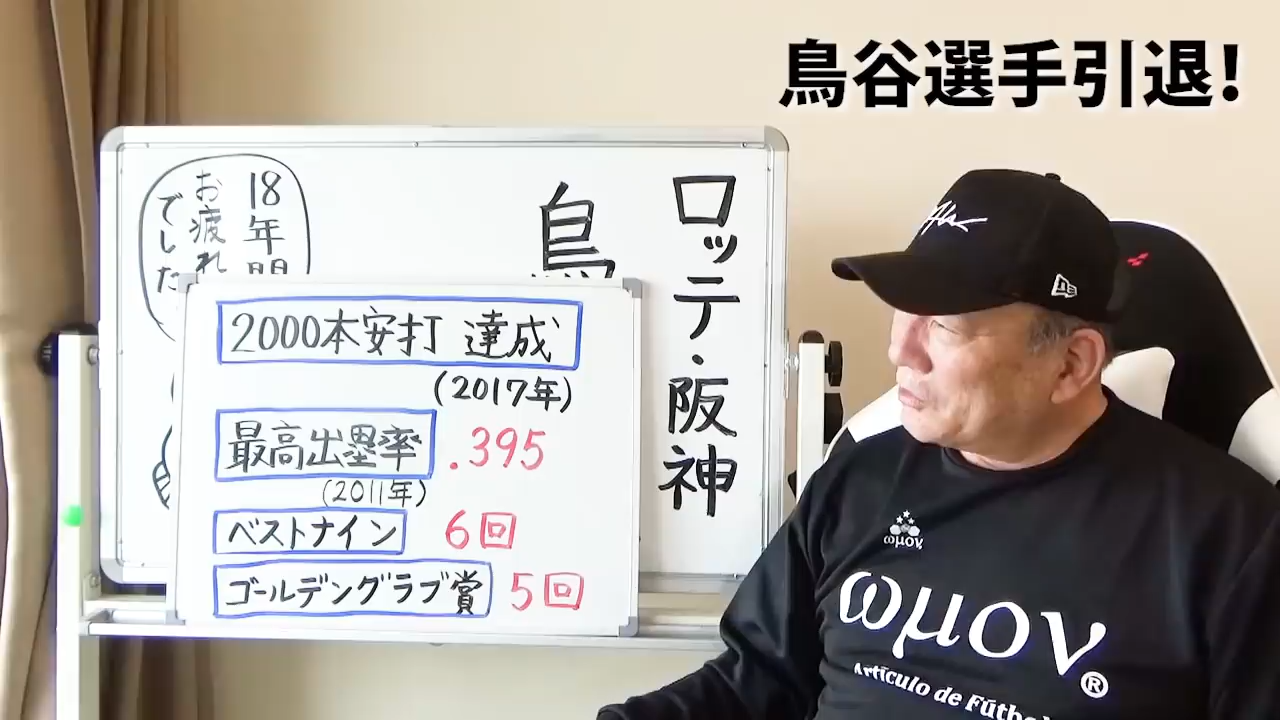 鳥谷選手引退!
ロッテ・阪神
鳥
18年間
お疲れ
でした
2000本安打 達成
(2017年)
最高出塁率 .395
(2011年)
ベストナイン 6回
ゴールデングラブ賞 5回
ωμον
ωμον®
Artículo de Fútbo